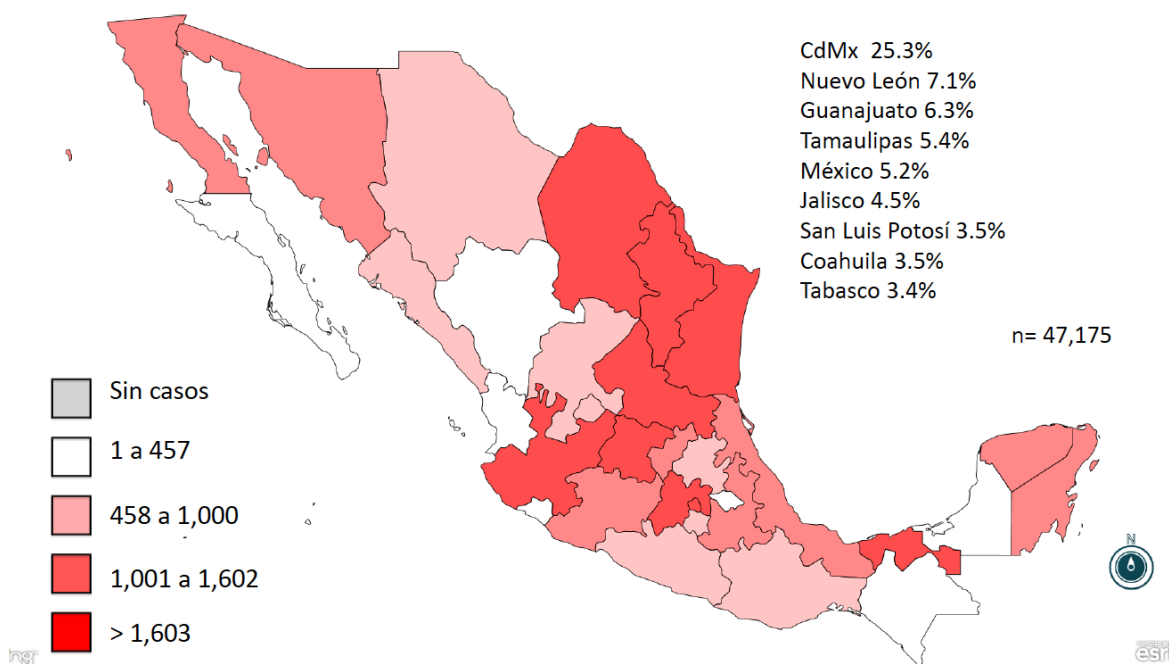 CdMx 25.3%
Nuevo León 7.1%
Guanajuato 6.3%
Tamaulipas 5.4%
México 5.2%
Jalisco 4.5%
San Luis Potosí 3.5%
Coahuila 3.5%
Tabasco 3.4%
n= 47,175
Sin casos
1 a 457
458 a 1,000
1,001 a 1,602
> 1,603
N
esri